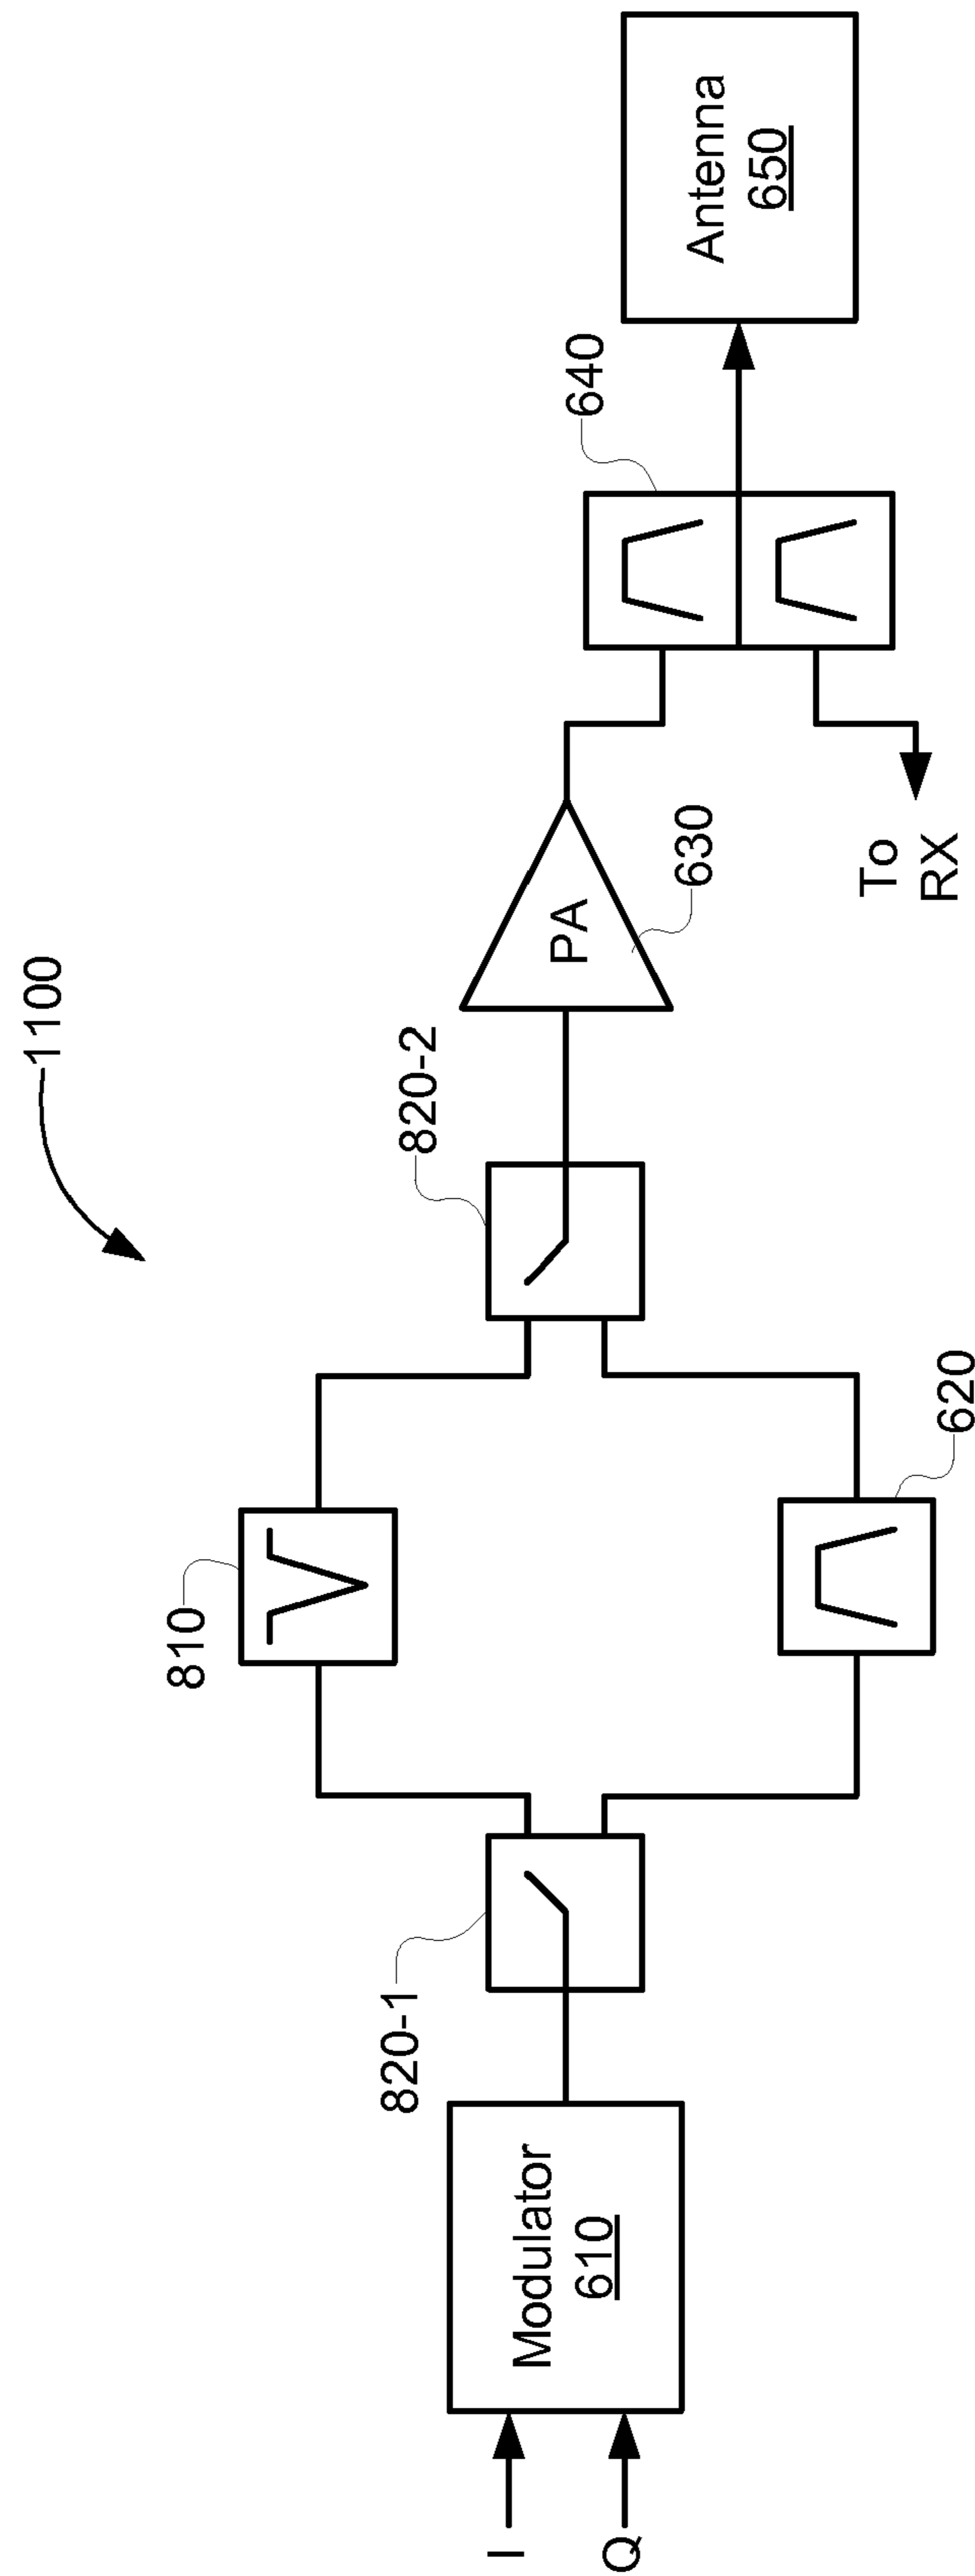 1100
I
Q
Modulator
610
820-1
810
620
820-2
PA
630
To
RX
640
Antenna
650